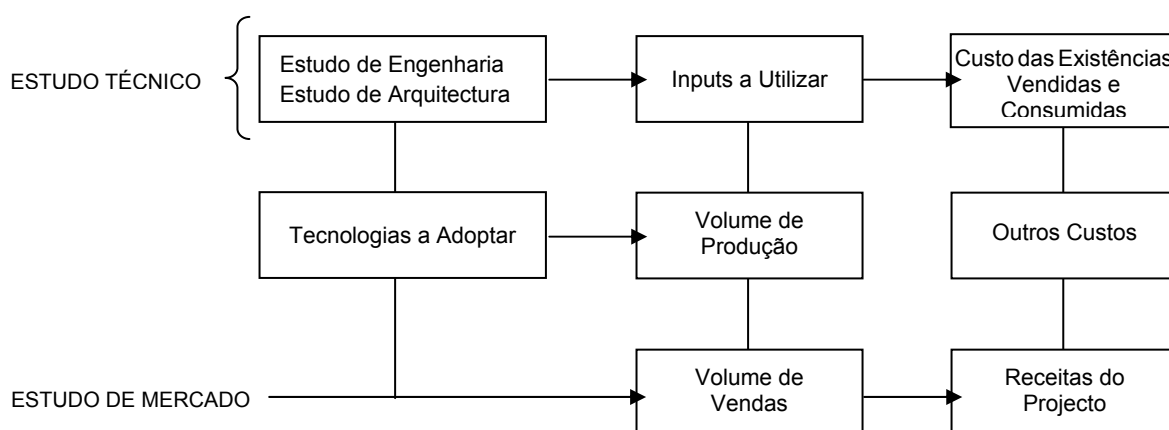 ESTUDO TÉCNICO
Estudo de Engenharia
Estudo de Arquitectura
Inputs a Utilizar
Custo das Existências
Vendidas e
Consumidas
Tecnologias a Adoptar
Volume de
Produção
Outros Custos
ESTUDO DE MERCADO
Volume de
Vendas
Receitas do
Projecto